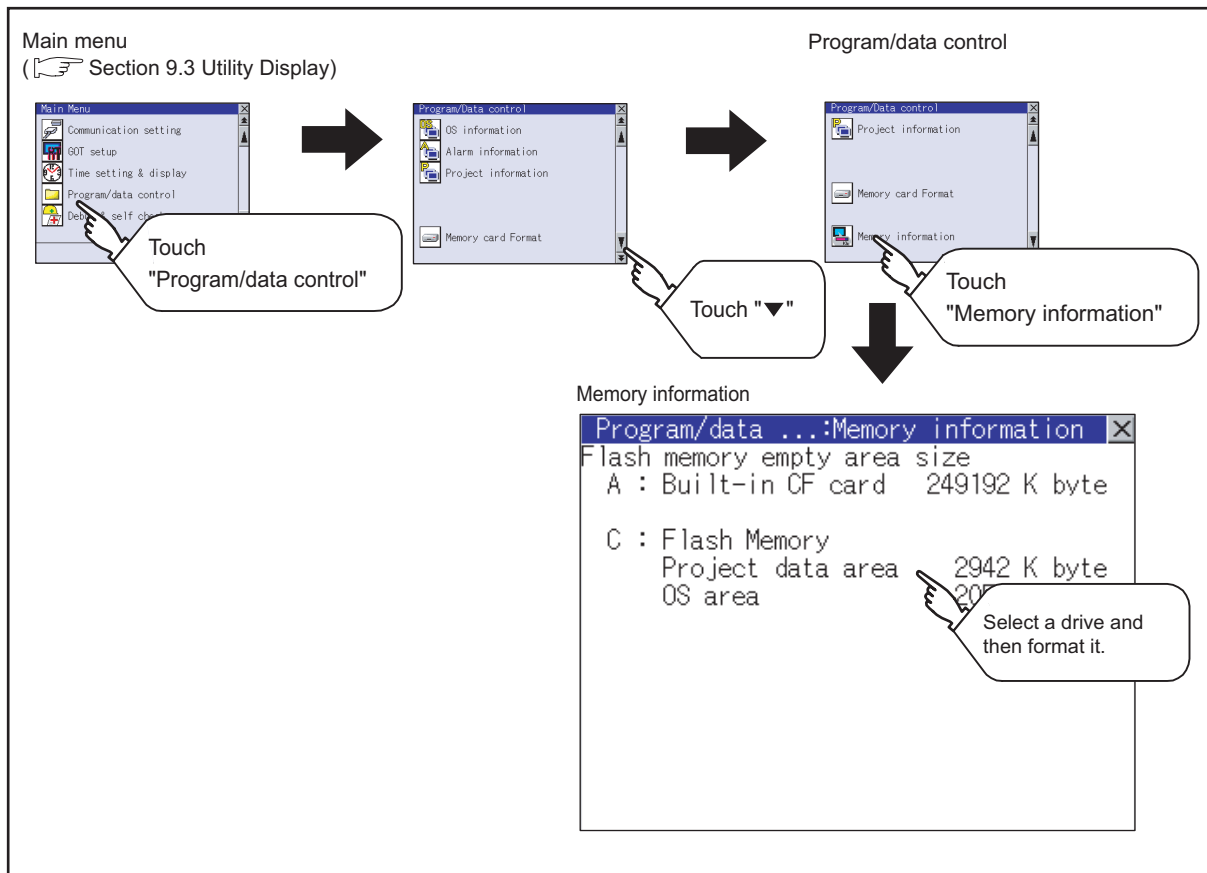 Main menu
( Section 9.3 Utility Display)
Program/data control
Main Menu
Communication setting
GOT setup
Time setting & display
Program/data control
& self
Touch
"Program/data control"
Program/Data control
OS information
Alarm information
Project information
Memory card Format
Touch "▼"
Program/Data control
Project information
Memory card Format
Memory information
Touch
"Memory information"
Memory information
Program/data ...:Memory information
Flash memory empty area size
A : Built-in CF card 249192 K byte
C : Flash Memory
Project data area 2942 K byte
OS area
Select a drive and
then format it.